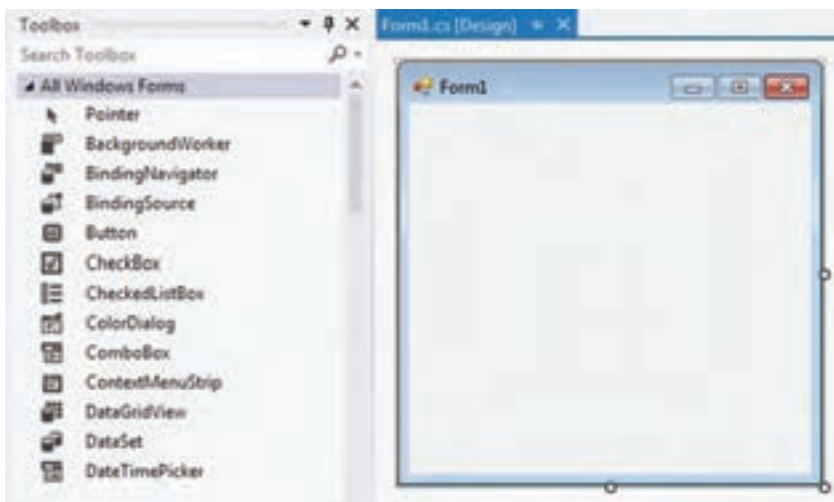 Toolbox
Search Toolbox
All Windows Forms
Pointer
BackgroundWorker
BindingNavigator
BindingSource
Button
CheckBox
CheckedListBox
ColorDialog
ComboBox
ContextMenuStrip
DataGridView
DataSet
DateTimePicker
Form1.cs [Design]
Form1